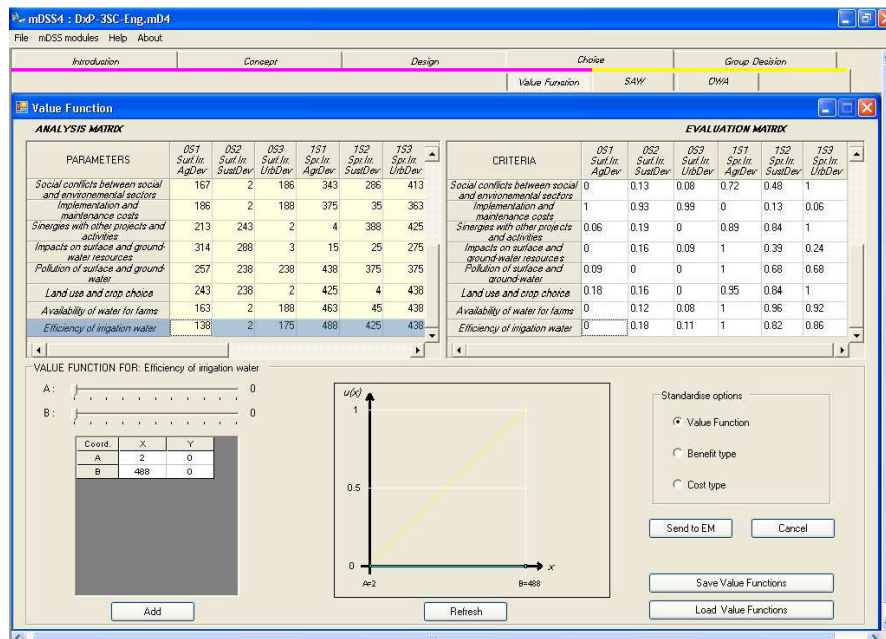 mDSS4 : DxP-3SC-Eng.mD4
File mDSS modules Help About
Introduction Concept Design Choice Group Decision
Value Function SAW OWA
Value Function
ANALYSIS MATRIX
PARAMETERS 0S1 Surf.Irr. AgDev 0S2 Surf.Irr. SustDev 0S3 Surf.Irr. UrbDev 1S1 Spr.Irr. AgrDev 1S2 Spr.Irr. SustDev 1S3 Spr.Irr. UrbDev
Social conflicts between social and environemental sectors 167 2 186 343 286 413
Implementation and maintenance costs 186 2 188 375 35 363
Sinergies with other projects and activities 213 243 2 4 388 425
Impacts on surface and ground-water resources 314 288 3 15 25 275
Pollution of surface and ground-water 257 238 238 438 375 375
Land use and crop choice 243 238 2 425 4 438
Availability of water for farms 163 2 188 463 45 438
Efficiency of irrigation water 138 2 175 488 425 438
EVALUATION MATRIX
CRITERIA 0S1 Surf.Irr. AgDev 0S2 Surf.Irr. SustDev 0S3 Surf.Irr. UrbDev 1S1 Spr.Irr. AgrDev 1S2 Spr.Irr. SustDev 1S3 Spr.Irr. UrbDev
Social conflicts between social and environemental sectors 0 0.13 0.08 0.72 0.48 1
Implementation and maintenance costs 1 0.93 0.99 0 0.13 0.06
Sinergies with other projects and activities 0.06 0.19 0 0.89 0.84 1
Impacts on surface and ground-water resources 0 0.16 0.09 1 0.39 0.24
Pollution of surface and ground-water 0.09 0 0 1 0.68 0.68
Land use and crop choice 0.18 0.16 0 0.95 0.84 1
Availability of water for farms 0 0.12 0.08 1 0.96 0.92
Efficiency of irrigation water 0 0.18 0.11 1 0.82 0.86
VALUE FUNCTION FOR: Efficiency of irrigation water
A : 0
B : 0
Coord. X Y
A 2 0
B 488 0
Add
u(x)
1
0.5
0 x
A=2 B=488
Refresh
Standardise options
Value Function
Benefit type
Cost type
Send to EM Cancel
Save Value Functions
Load Value Functions